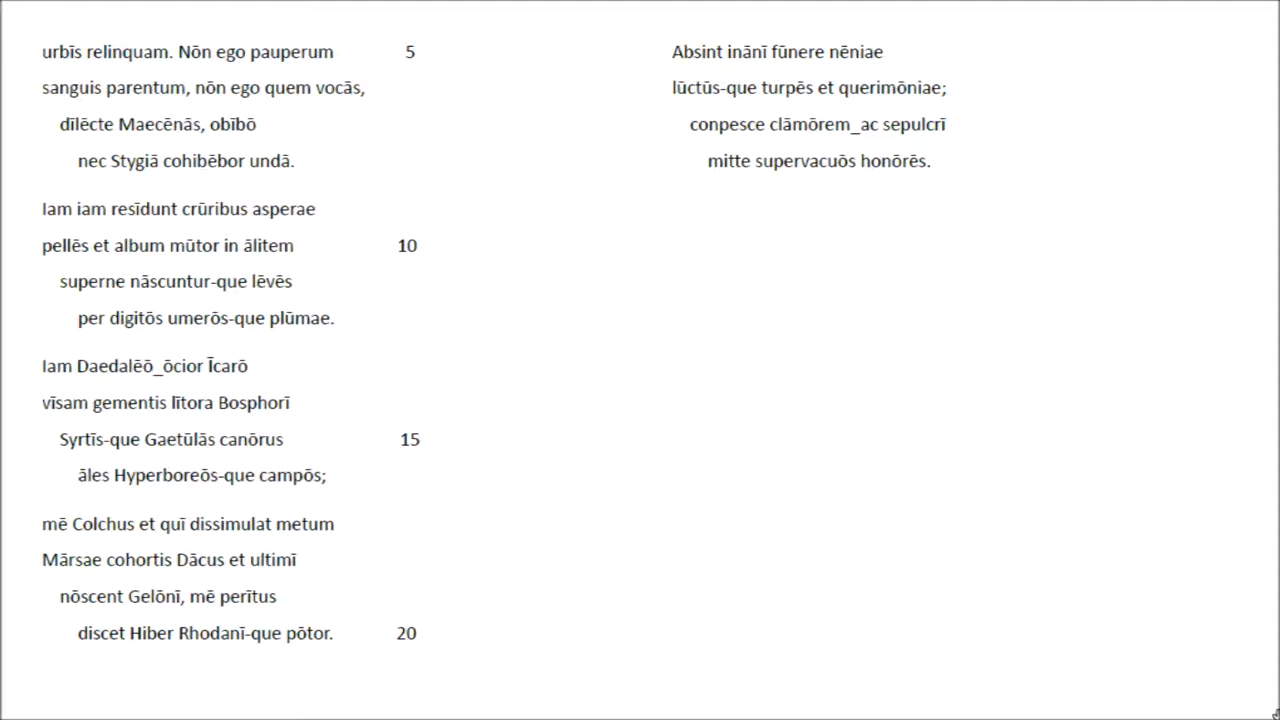 urbīs relinquam. Nōn ego pauperum 5
sanguis parentum, nōn ego quem vocās,
dīlēcte Maecēnās, obībō
nec Stygiā cohibēbor undā.
Iam iam resīdunt crūribus asperae
pellēs et album mūtor in ālitem 10
superne nāscuntur-que lēvēs
per digitōs umerōs-que plūmae.
Iam Daedalēō_ōcior Īcarō
vīsam gementis lītora Bosphorī
Syrtīs-que Gaetūlās canōrus 15
āles Hyperboreōs-que campōs;
mē Colchus et quī dissimulat metum
Mārsae cohortis Dācus et ultimī
nōscent Gelōnī, mē perītus
discet Hiber Rhodanī-que pōtor. 20
Absint inānī fūnere nēniae
lūctūs-que turpēs et querimōniae;
conpesce clāmōrem_ac sepulcrī
mitte supervacuōs honōrēs.